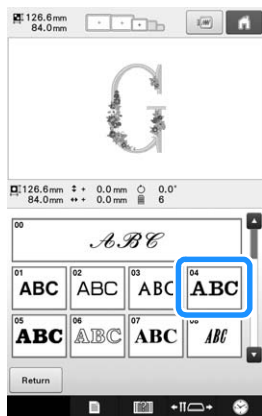 126.6mm
84.0mm
G
126.6mm + 0.0mm 0.0°
84.0mm + 0.0mm 6
00
ABC
01 02 03 04
ABC ABC ABC ABC
05 06 07 08
ABC ABC ABC ABC
Return